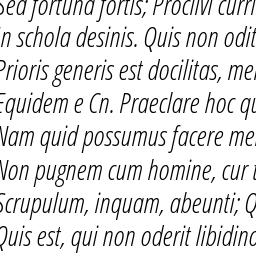 Sed fortuna fortis; Proclivi curri
in schola desinis. Quis non odit
Prioris generis est docilitas, me
Equidem e Cn. Praeclare hoc qu
Nam quid possumus facere me
Non pugnem cum homine, cur t
Scrupulum, inquam, abeunti; Q
Quis est, qui non oderit libidino